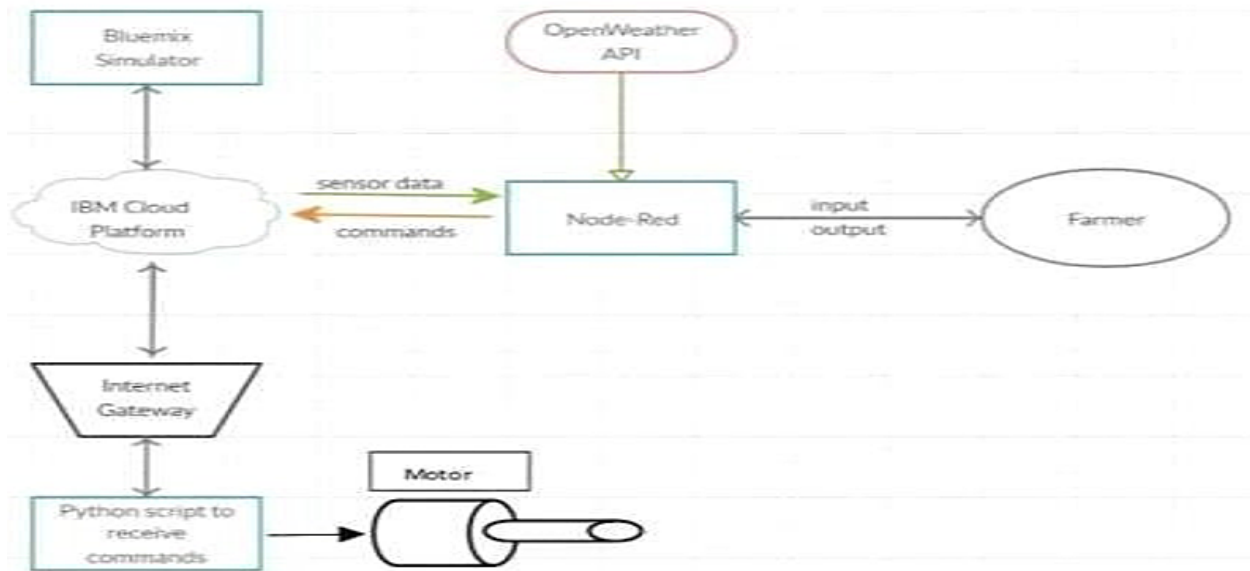 Bluemix
Simulator
OpenWeather
API
sensor data
IBM Cloud
Platform
commands
Node-Red
input
output
Farmer
Internet
Gateway
Motor
Python script to
receive
commands